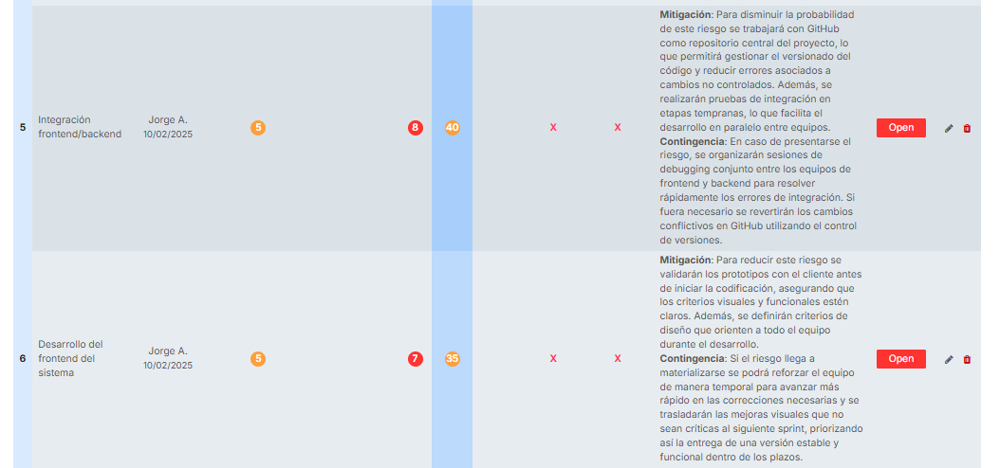 5
Integración
frontend/backend
Jorge A.
10/02/2025
5
8
40
X
X
Mitigación: Para disminuir la probabilidad
de este riesgo se trabajará con GitHub
como repositorio central del proyecto, lo
que permitirá gestionar el versionado del
código y reducir errores asociados a
cambios no controlados. Además, se
realizarán pruebas de integración en
etapas tempranas, lo que facilita el
desarrollo en paralelo entre equipos.
Contingencia: En caso de presentarse el
riesgo, se organizarán sesiones de
debugging conjunto entre los equipos de
frontend y backend para resolver
rápidamente los errores de integración. Si
fuera necesario se revertirán los cambios
conflictivos en GitHub utilizando el control
de versiones.
Open
6
Desarrollo del
frontend del
sistema
Jorge A.
10/02/2025
5
7
35
X
X
Mitigación: Para reducir este riesgo se
validarán los prototipos con el cliente antes
de iniciar la codificación, asegurando que
los criterios visuales y funcionales estén
claros. Además, se definirán criterios de
diseño que orienten a todo el equipo
durante el desarrollo.
Contingencia: Si el riesgo llega a
materializarse se podrá reforzar el equipo
de manera temporal para avanzar más
rápido en las correcciones necesarias y se
trasladarán las mejoras visuales que no
sean críticas al siguiente sprint, priorizando
así la entrega de una versión estable y
funcional dentro de los plazos.
Open